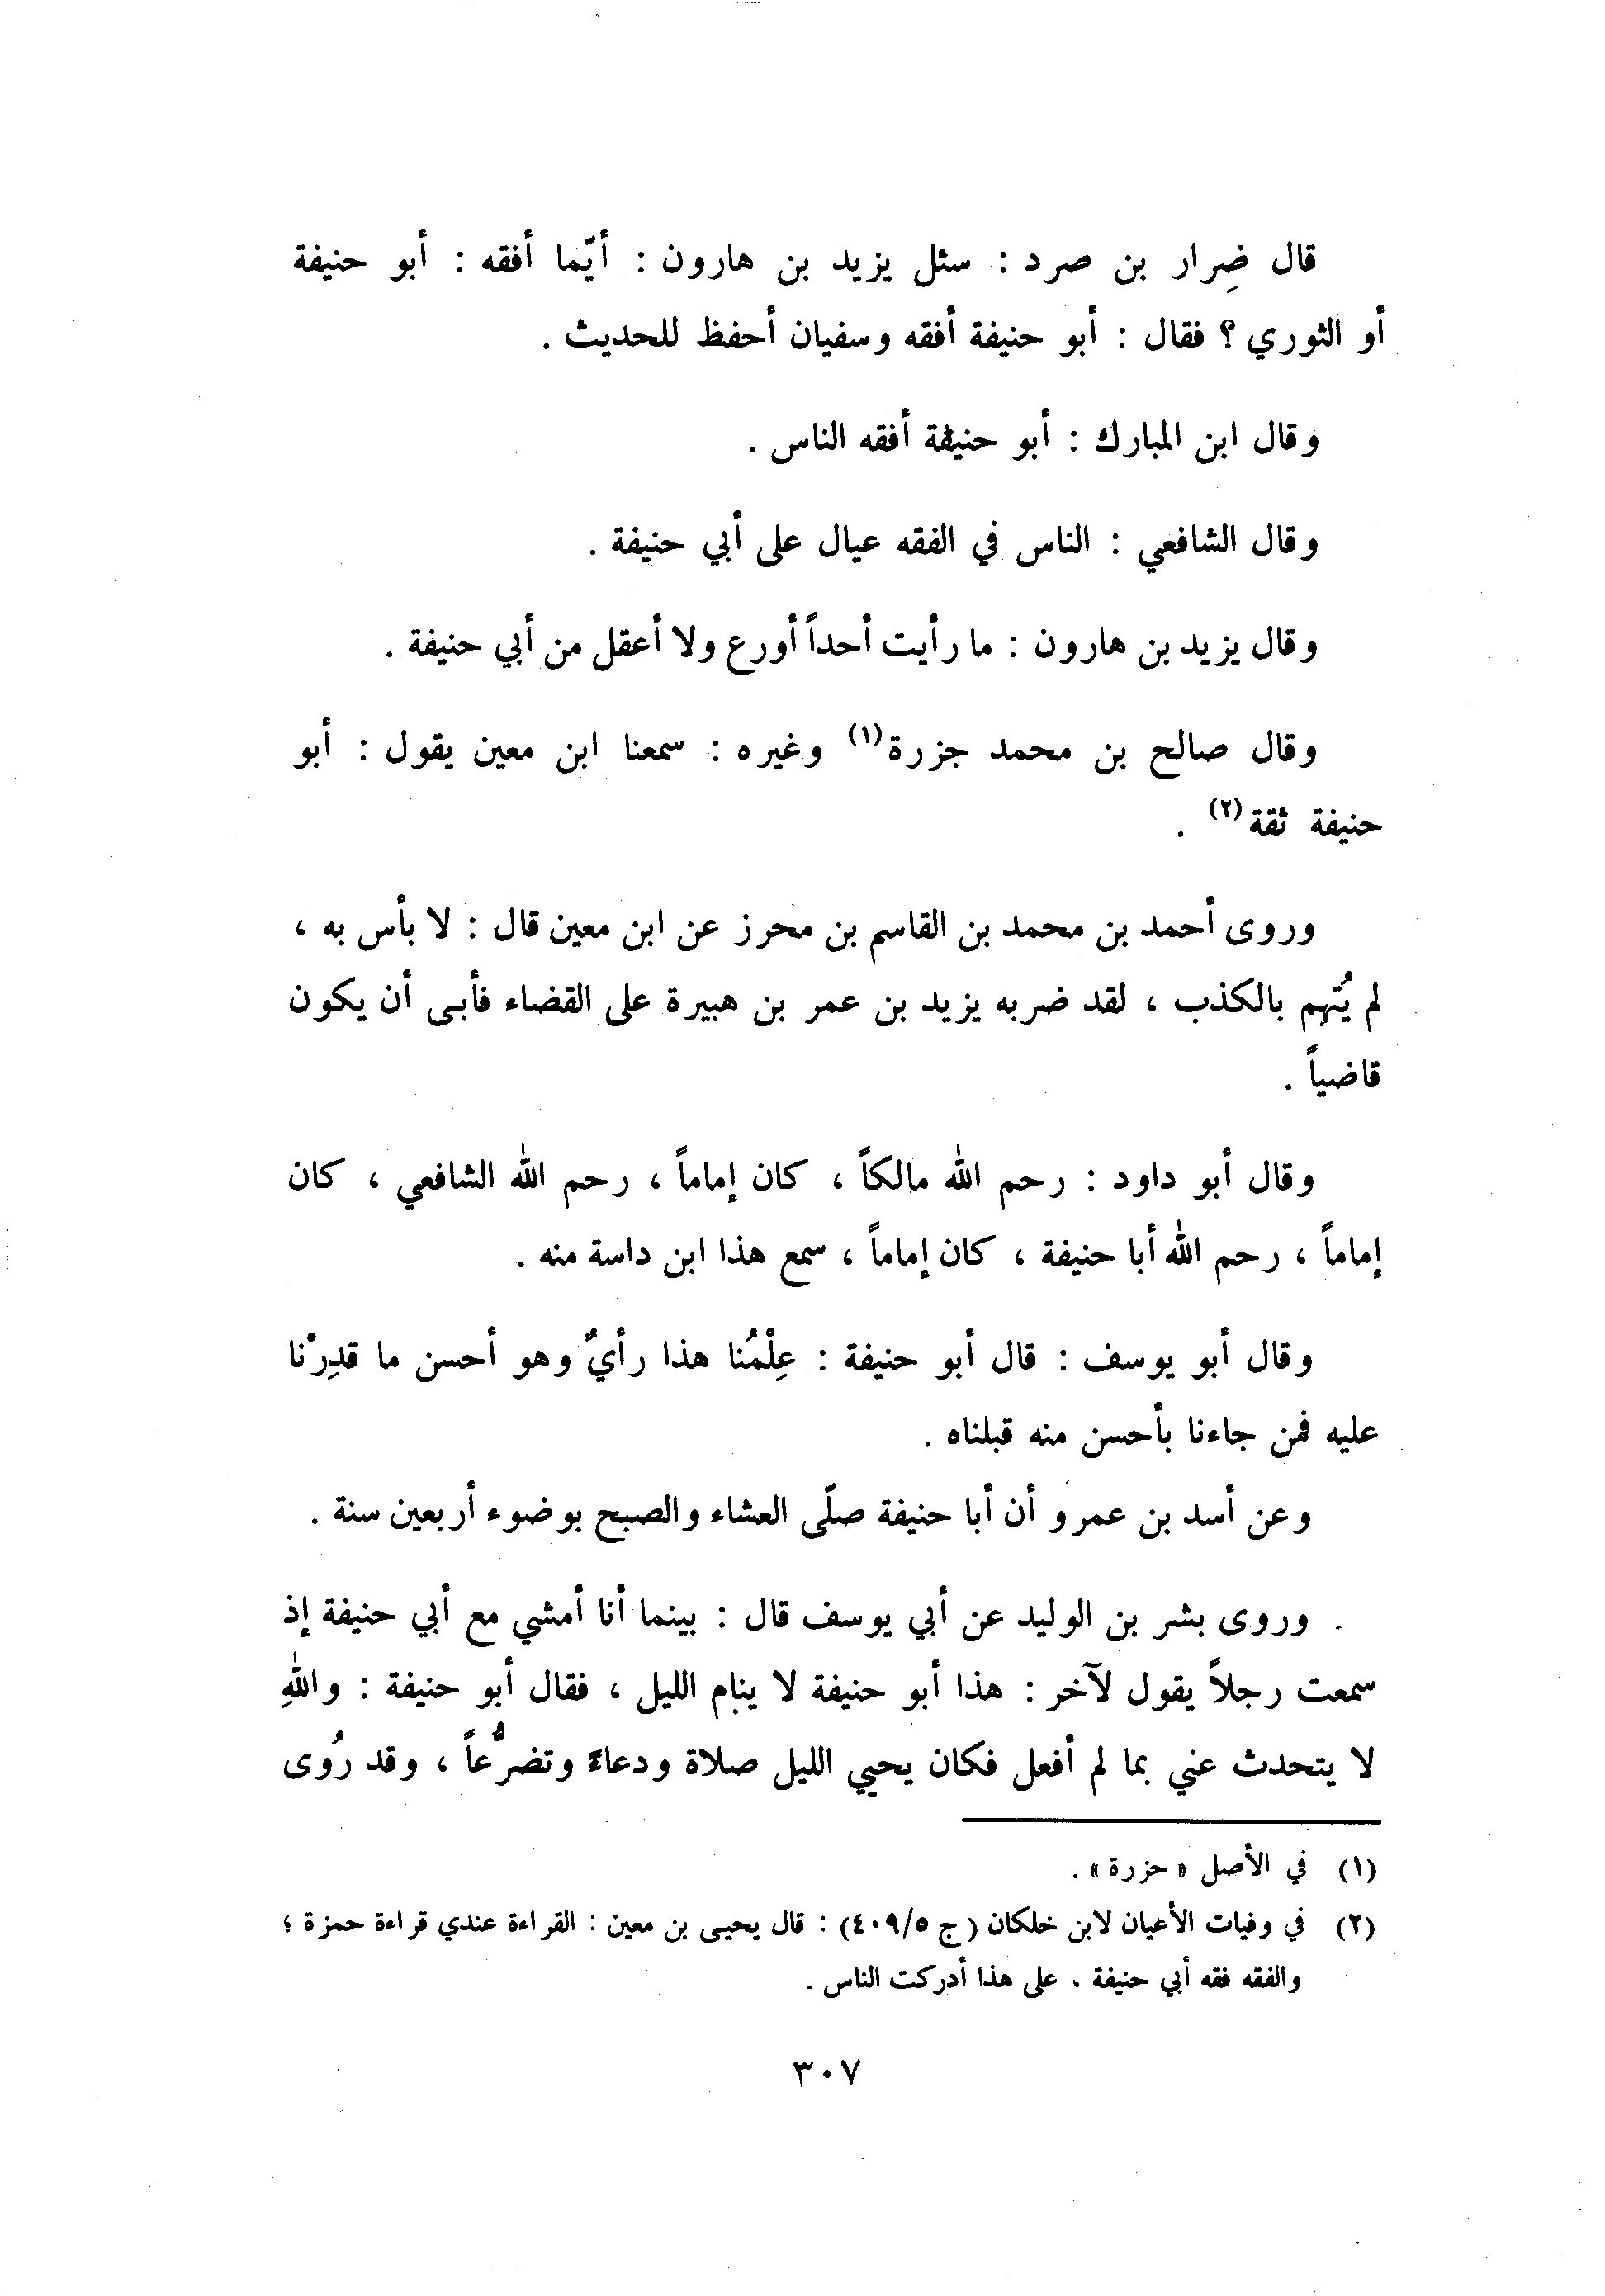 قال ضِرار بن صرد : سئل يزيد بن هارون : أيّما أفقه : أبو حنيفة
أو الثوري ؟ فقال : أبو حنيفة أفقه وسفيان أحفظ للحديث .
وقال ابن المبارك : أبو حنيفة أفقه الناس .
وقال الشافعي : الناس في الفقه عيال على أبي حنيفة .
وقال يزيد بن هارون : ما رأيت أحداً أورع ولا أعقل من أبي حنيفة .
وقال صالح بن محمد جزرة(١) وغيره : سمعنا ابن معين يقول : أبو
حنيفة ثقة(٢) .
وروى أحمد بن محمد بن القاسم بن محرز عن ابن معين قال : لا بأس به ،
لم يُتهم بالكذب ، لقد ضربه يزيد بن عمر بن هبيرة على القضاء فأبى أن يكون
قاضياً .
وقال أبو داود : رحم الله مالكاً ، كان إماماً ، رحم الله الشافعي ، كان
إماماً ، رحم الله أبا حنيفة ، كان إماماً ، سمع هذا ابن داسة منه .
وقال أبو يوسف : قال أبو حنيفة : عِلْمُنا هذا رأيٌ وهو أحسن ما قدِرْنا
عليه فمن جاءنا بأحسن منه قبلناه .
وعن أسد بن عمرو أن أبا حنيفة صلّى العشاء والصبح بوضوء أربعين سنة .
. وروى بشر بن الوليد عن أبي يوسف قال : بينما أنا أمشي مع أبي حنيفة إذ
سمعت رجلاً يقول لآخر : هذا أبو حنيفة لا ينام الليل ، فقال أبو حنيفة : واللهِ
لا يتحدث عني بما لم أفعل فكان يحيي الليل صلاة ودعاءً وتضرُّعاً ، وقد رُوى
(١) في الأصل « حزرة » .
(٢) في وفيات الأعيان لابن خلكان ( ج ٤٠٩/٥) : قال يحيى بن معين : القراءة عندي قراءة حمزة ؛
والفقه فقه أبي حنيفة . على هذا أدركت الناس .
٣٠٧